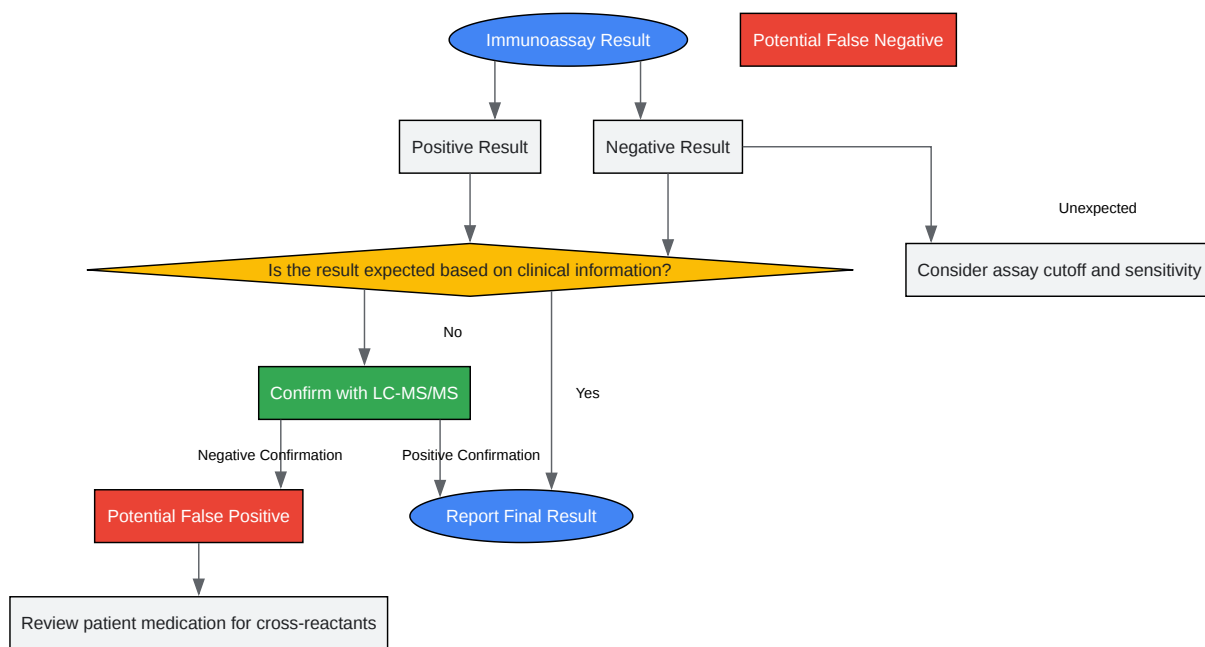 Immunoassay Result
Potential False Negative
Positive Result
Negative Result
Unexpected
Is the result expected based on clinical information?
Consider assay cutoff and sensitivity
No
Confirm with LC-MS/MS
Yes
Negative Confirmation
Positive Confirmation
Potential False Positive
Report Final Result
Review patient medication for cross-reactants